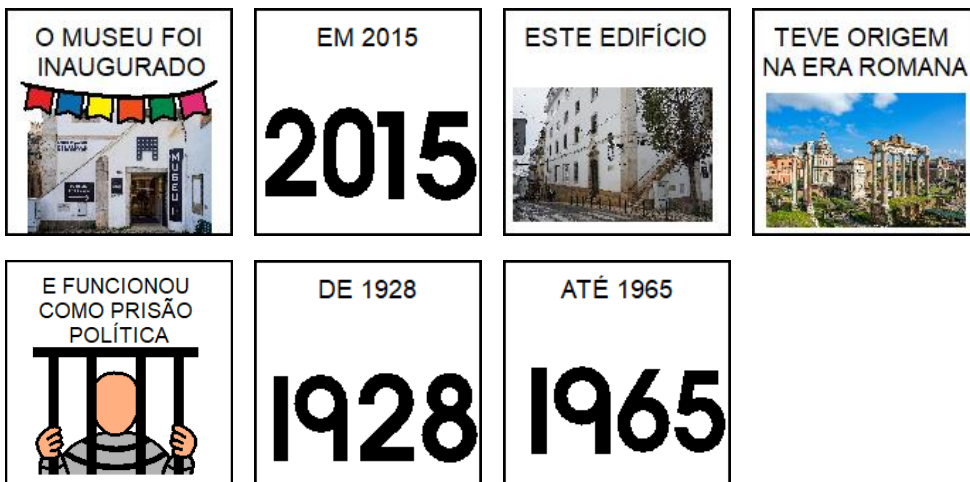 O MUSEU FOI
INAUGURADO
MUSEU
EM 2015
2015
ESTE EDIFÍCIO
TEVE ORIGEM
NA ERA ROMANA
E FUNCIONOU
COMO PRISÃO
POLÍTICA
DE 1928
1928
ATÉ 1965
1965